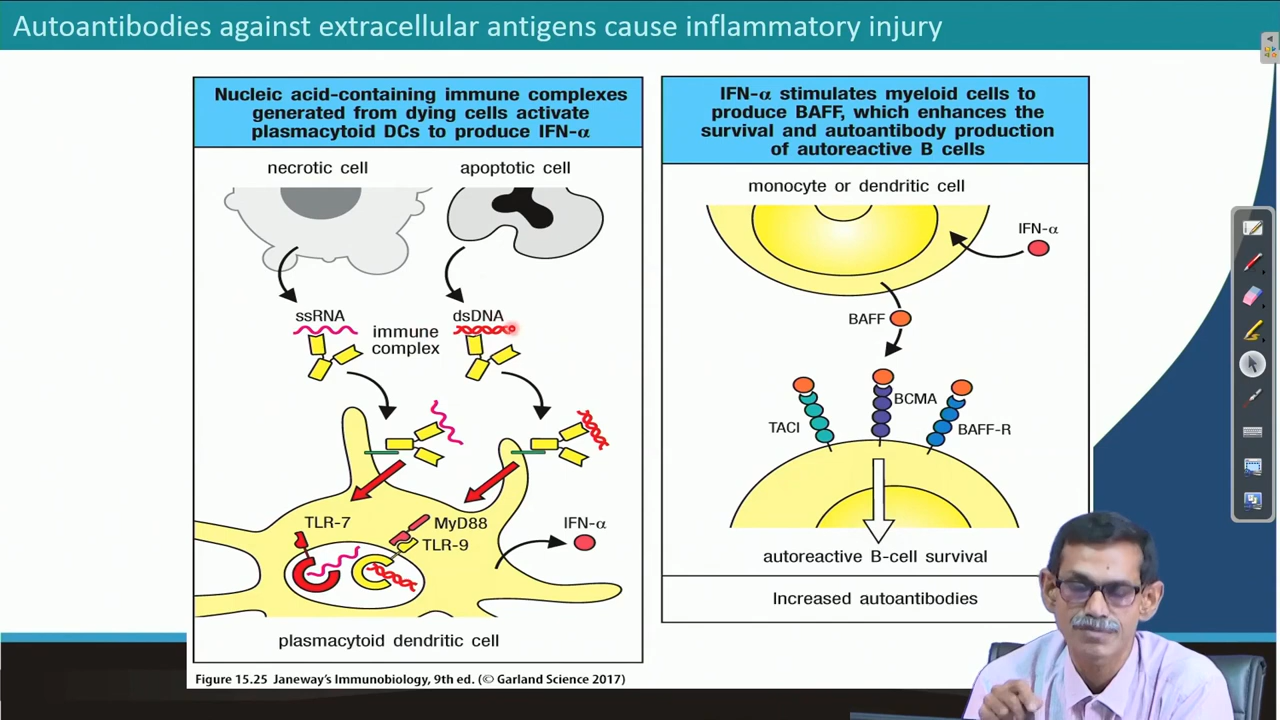 Autoantibodies against extracellular antigens cause inflammatory injury
Nucleic acid-containing immune complexes
generated from dying cells activate
plasmacytoid DCs to produce IFN-α
necrotic cell
apoptotic cell
ssRNA
immune
complex
dsDNA
TLR-7
MyD88
TLR-9
IFN-α
plasmacytoid dendritic cell
IFN-α stimulates myeloid cells to
produce BAFF, which enhances the
survival and autoantibody production
of autoreactive B cells
monocyte or dendritic cell
IFN-α
BAFF
TACI
BCMA
BAFF-R
autoreactive B-cell survival
Increased autoantibodies
Figure 15.25 Janeway's Immunobiology, 9th ed. (© Garland Science 2017)